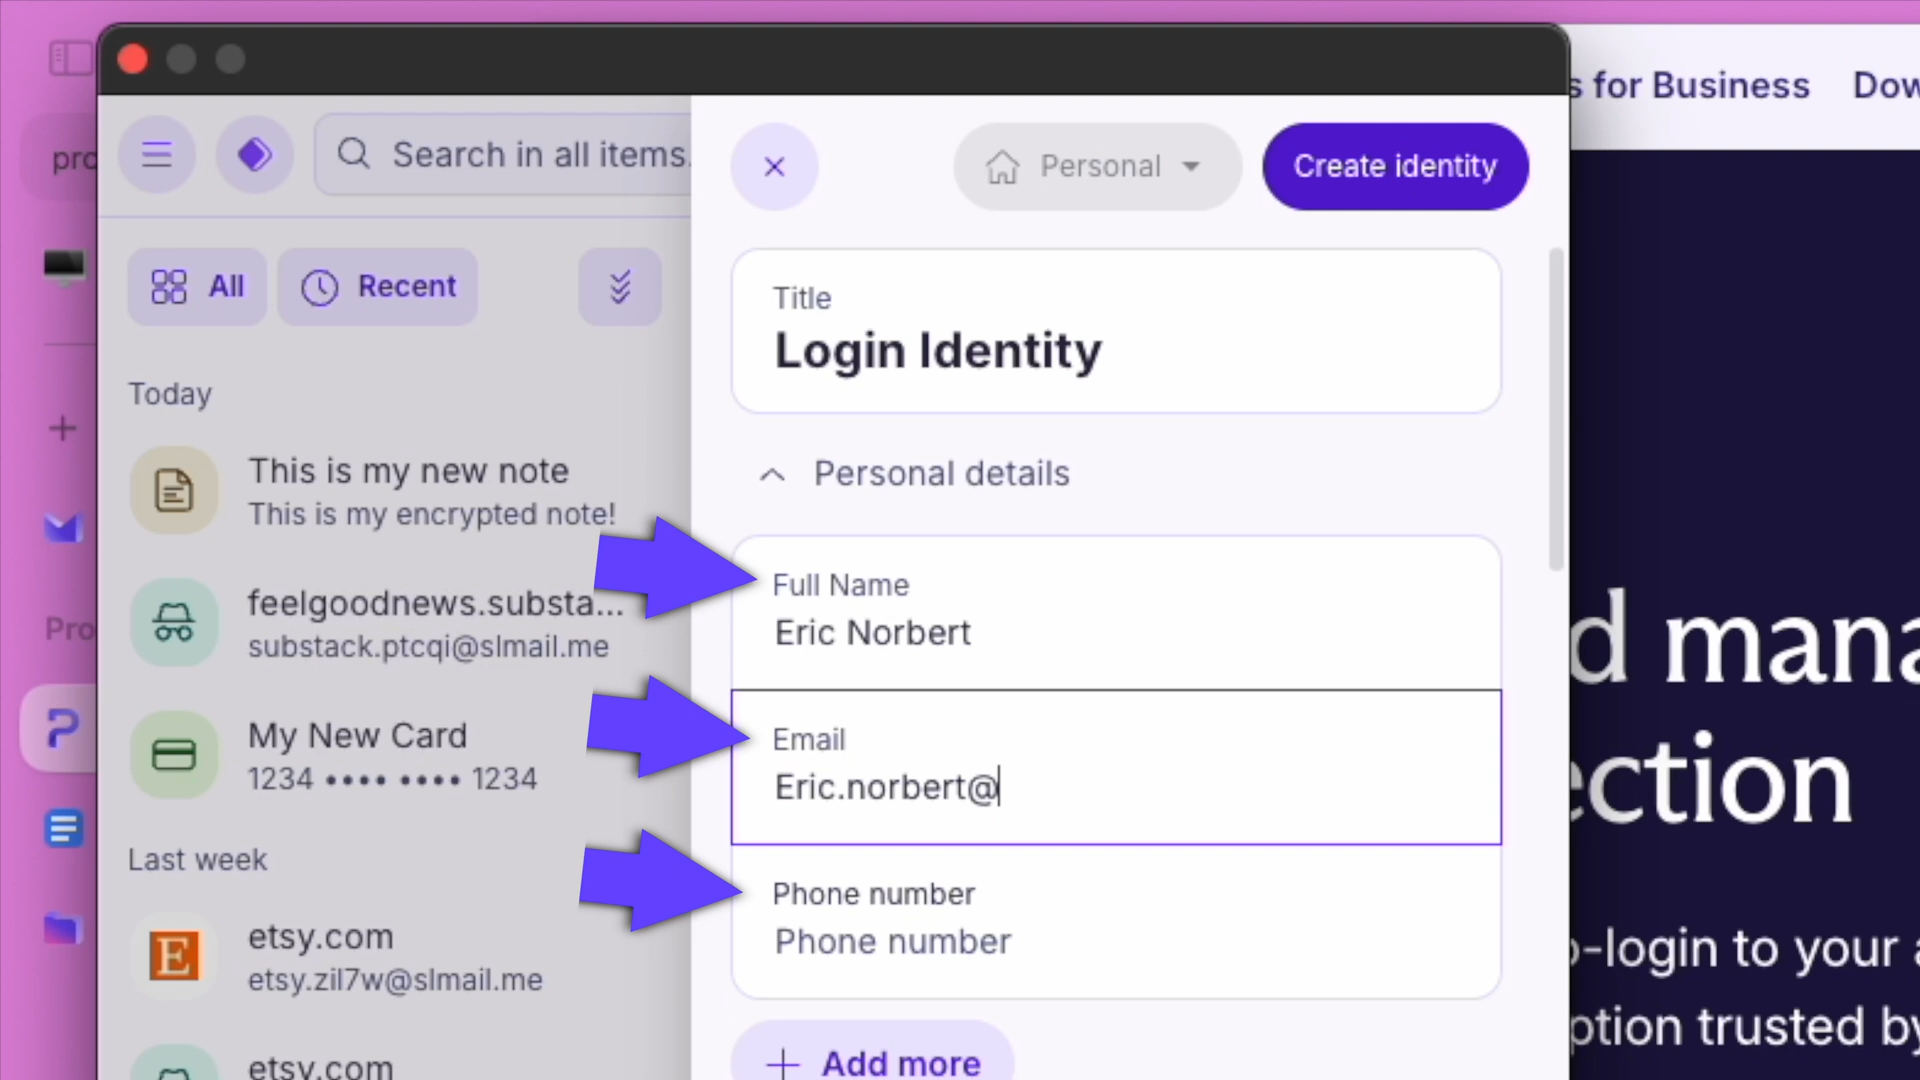 s for Business Dow
pro
Search in all items.
Personal
Create identity
All
Recent
Title
Login Identity
Today
This is my new note
This is my encrypted note!
Personal details
feelgoodnews.substa...
substack.ptcqi@slmail.me
Full Name
Eric Norbert
Pro
My New Card
1234 •••• •••• 1234
Email
Eric.norbert@
Last week
etsy.com
etsy.zil7w@slmail.me
Phone number
Phone number
etsy.com
Add more
d mana
ection
o-login to your a
ption trusted by